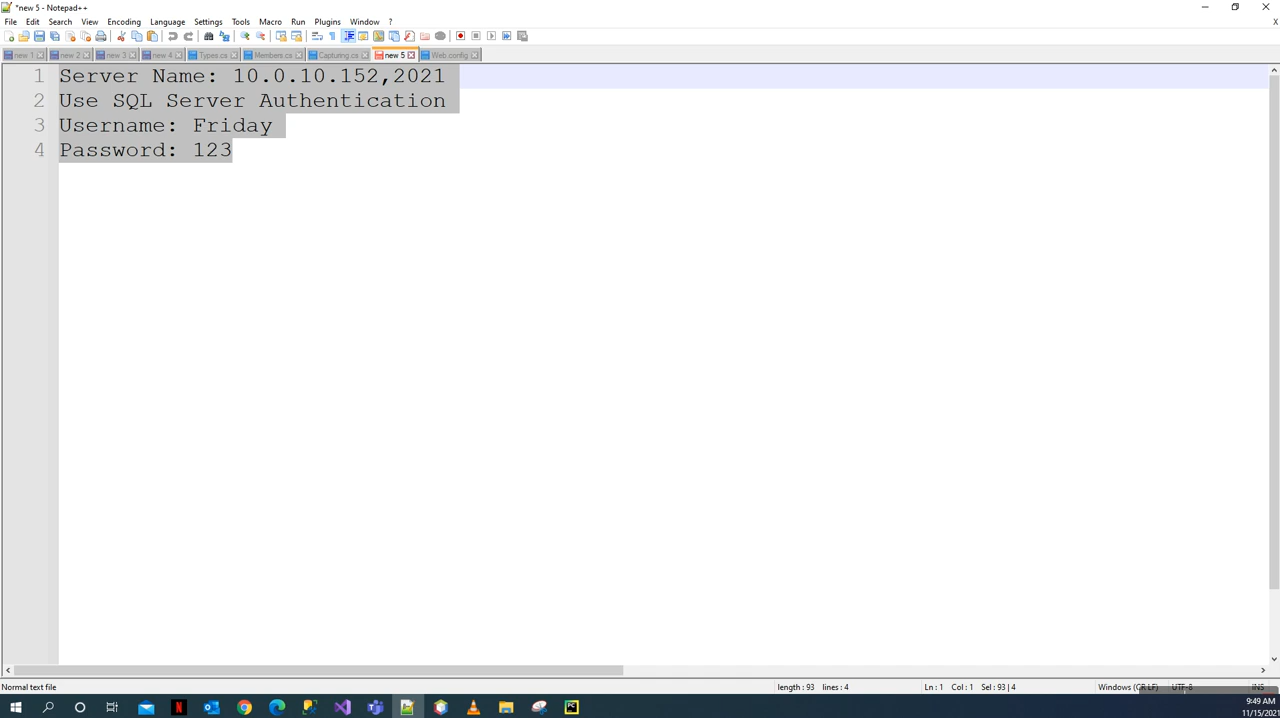 *new 5 - Notepad++
File Edit Search View Encoding Language Settings Tools Macro Run Plugins Window ?
X
new 1 new 2 new 3 new 4 Types.cs Members.cs Capturing.cs new 5 Web.config
1 Server Name: 10.0.10.152,2021
2 Use SQL Server Authentication
3 Username: Friday
4 Password: 123
Normal text file length : 93 lines : 4 Ln : 1 Col : 1 Sel : 93 | 4 Windows (CR LF) UTF-8 INS
9:49 AM
11/15/2021